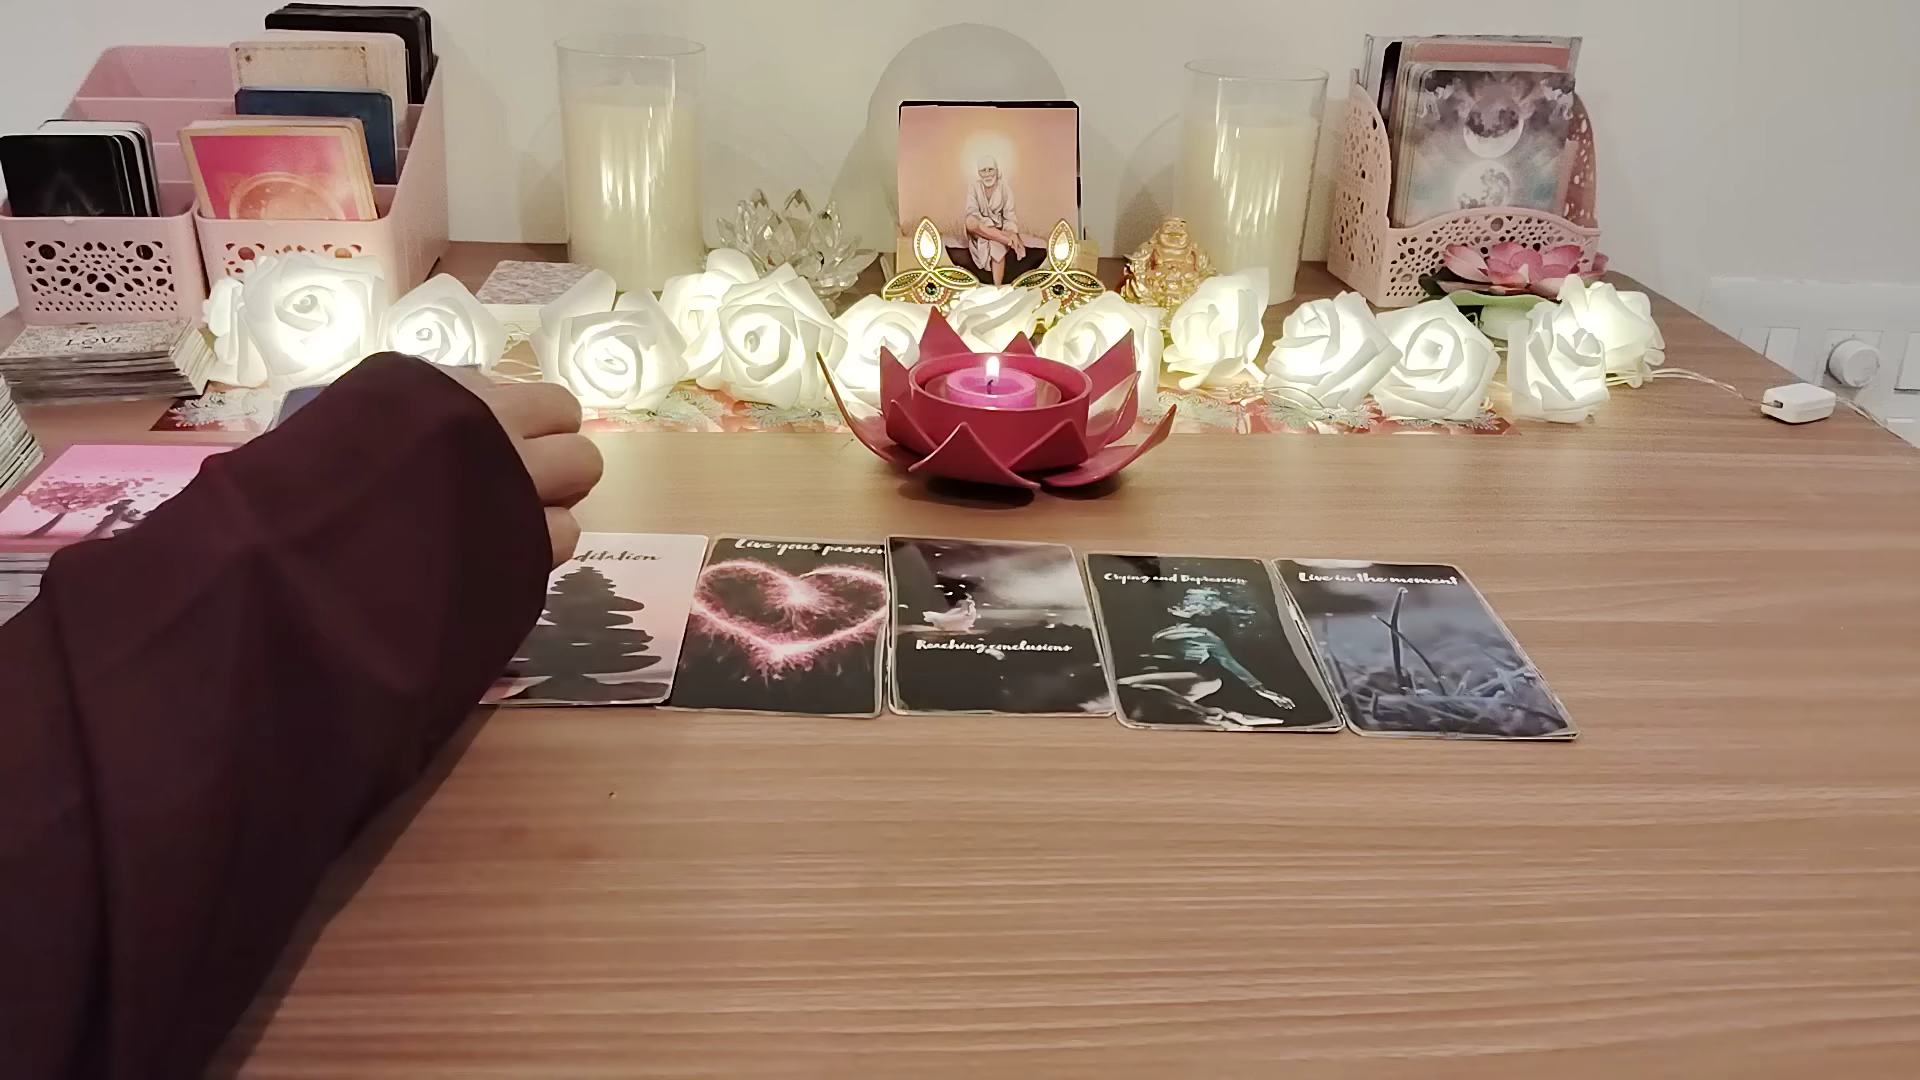 LOVE
ditation
Live your passion
Reaching conclusions
Crying and Depression
Live in the moment